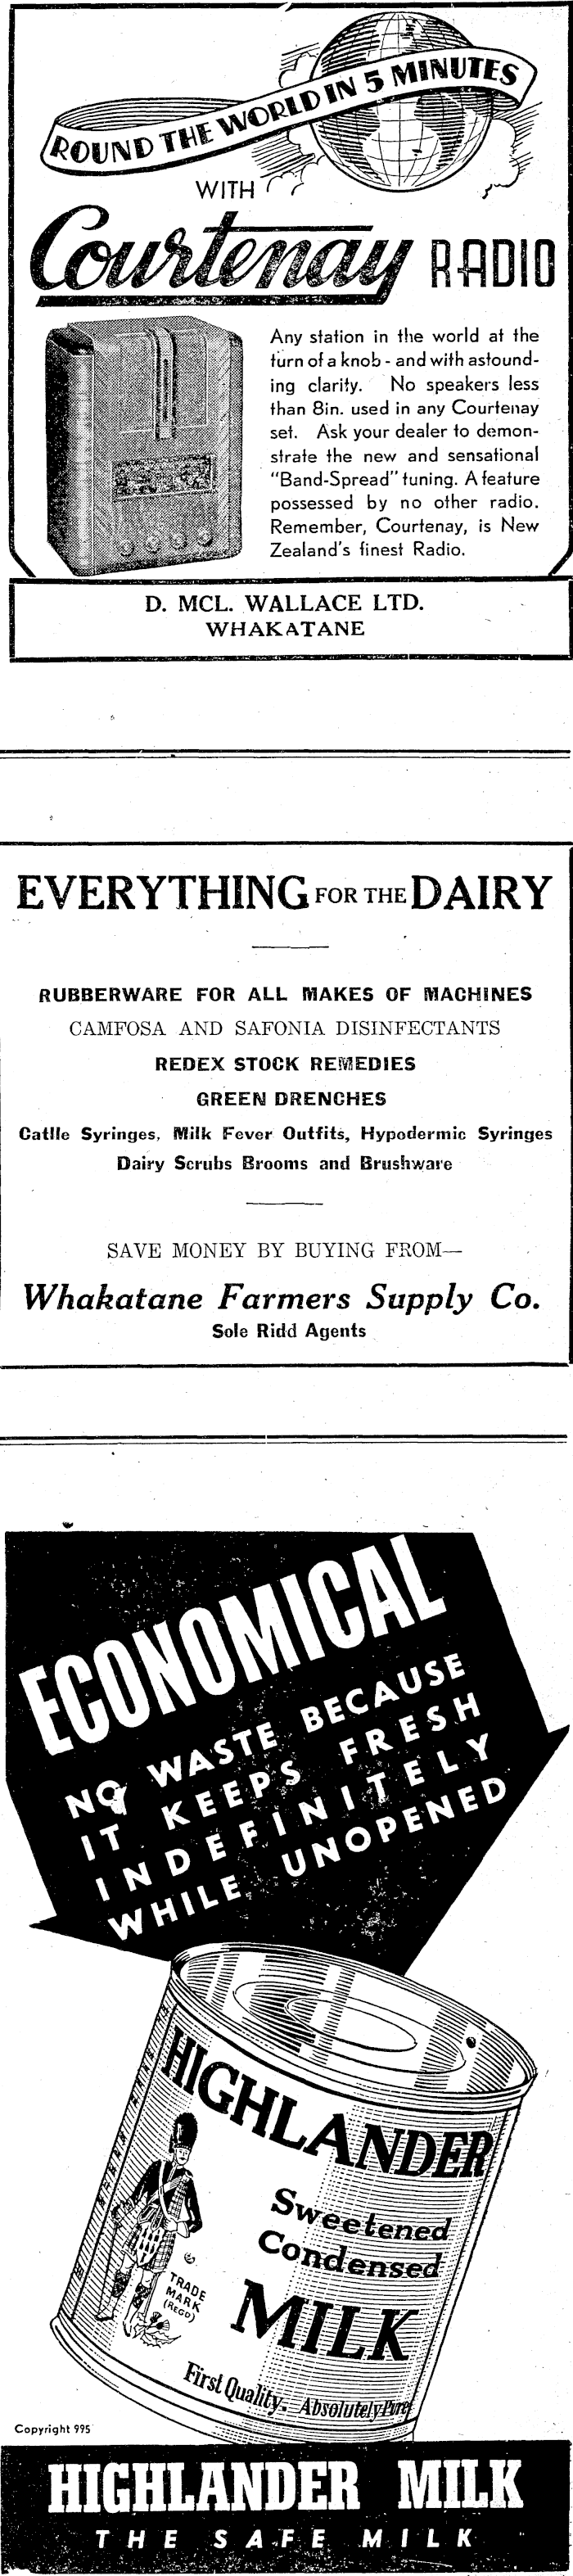 ROUND THE WORLD IN 5 MINUTES
WITH
Courtenay RADIO
Any station in the world at the
turn of a knob - and with astound-
ing clarity. No speakers less
than 8in. used in any Courtenay
set. Ask your dealer to demon-
strate the new and sensational
"Band-Spread" tuning. A feature
possessed by no other radio.
Remember, Courtenay, is New
Zealand's finest Radio.
D. MCL. WALLACE LTD.
WHAKATANE
EVERYTHING FOR THE DAIRY
RUBBERWARE FOR ALL MAKES OF MACHINES
CAMFOSA AND SAFONIA DISINFECTANTS
REDEX STOCK REMEDIES
GREEN DRENCHES
Cattle Syringes, Milk Fever Outfits, Hypodermic Syringes
Dairy Scrubs Brooms and Brushware
SAVE MONEY BY BUYING FROM—
Whakatane Farmers Supply Co.
Sole Ridd Agents
ECONOMICAL
NO WASTE BECAUSE
IT KEEPS FRESH
INDEFINITELY
WHILE UNOPENED
HIGHLANDER
Sweetened
Condensed
MILK
TRADE
MARK
(REGD)
First Quality. Absolutely Pure
Copyright 995
HIGHLANDER MILK
THE SAFE MILK